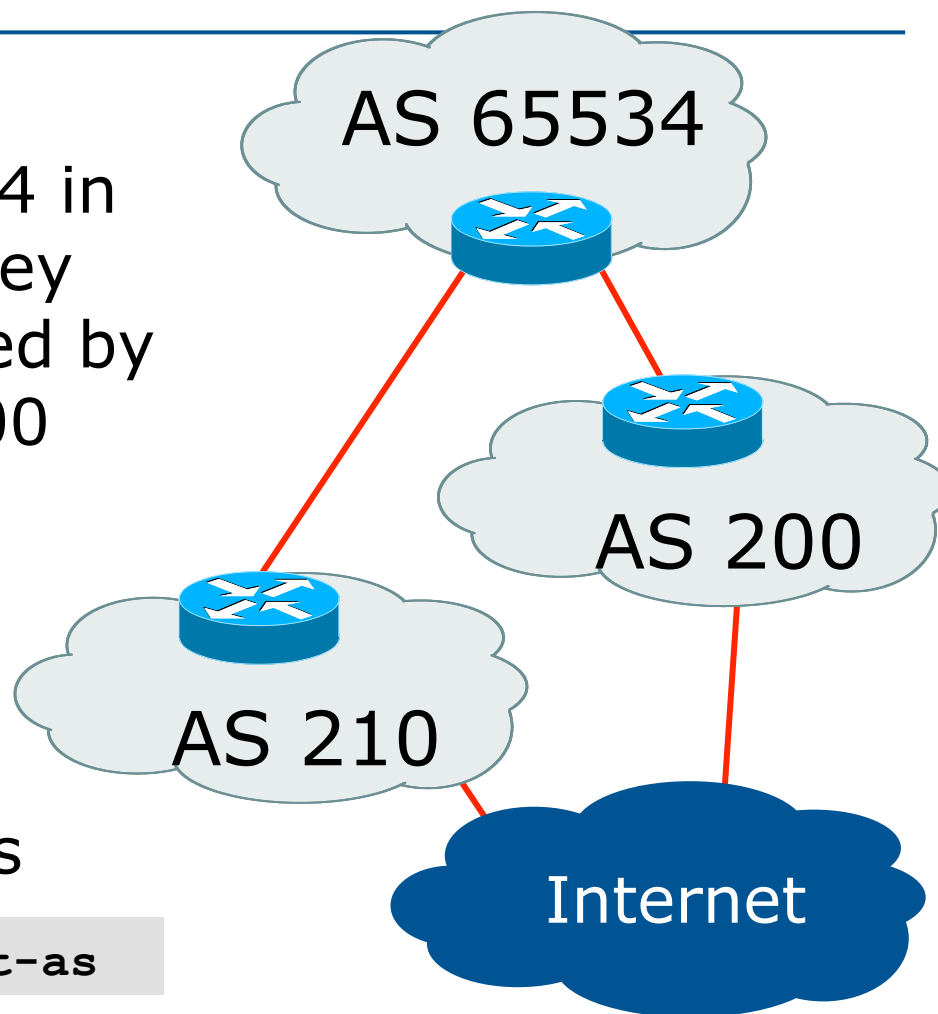 AS 65534
4 in
ey
ed by
00
AS 200
AS 210
s
Internet
t-as